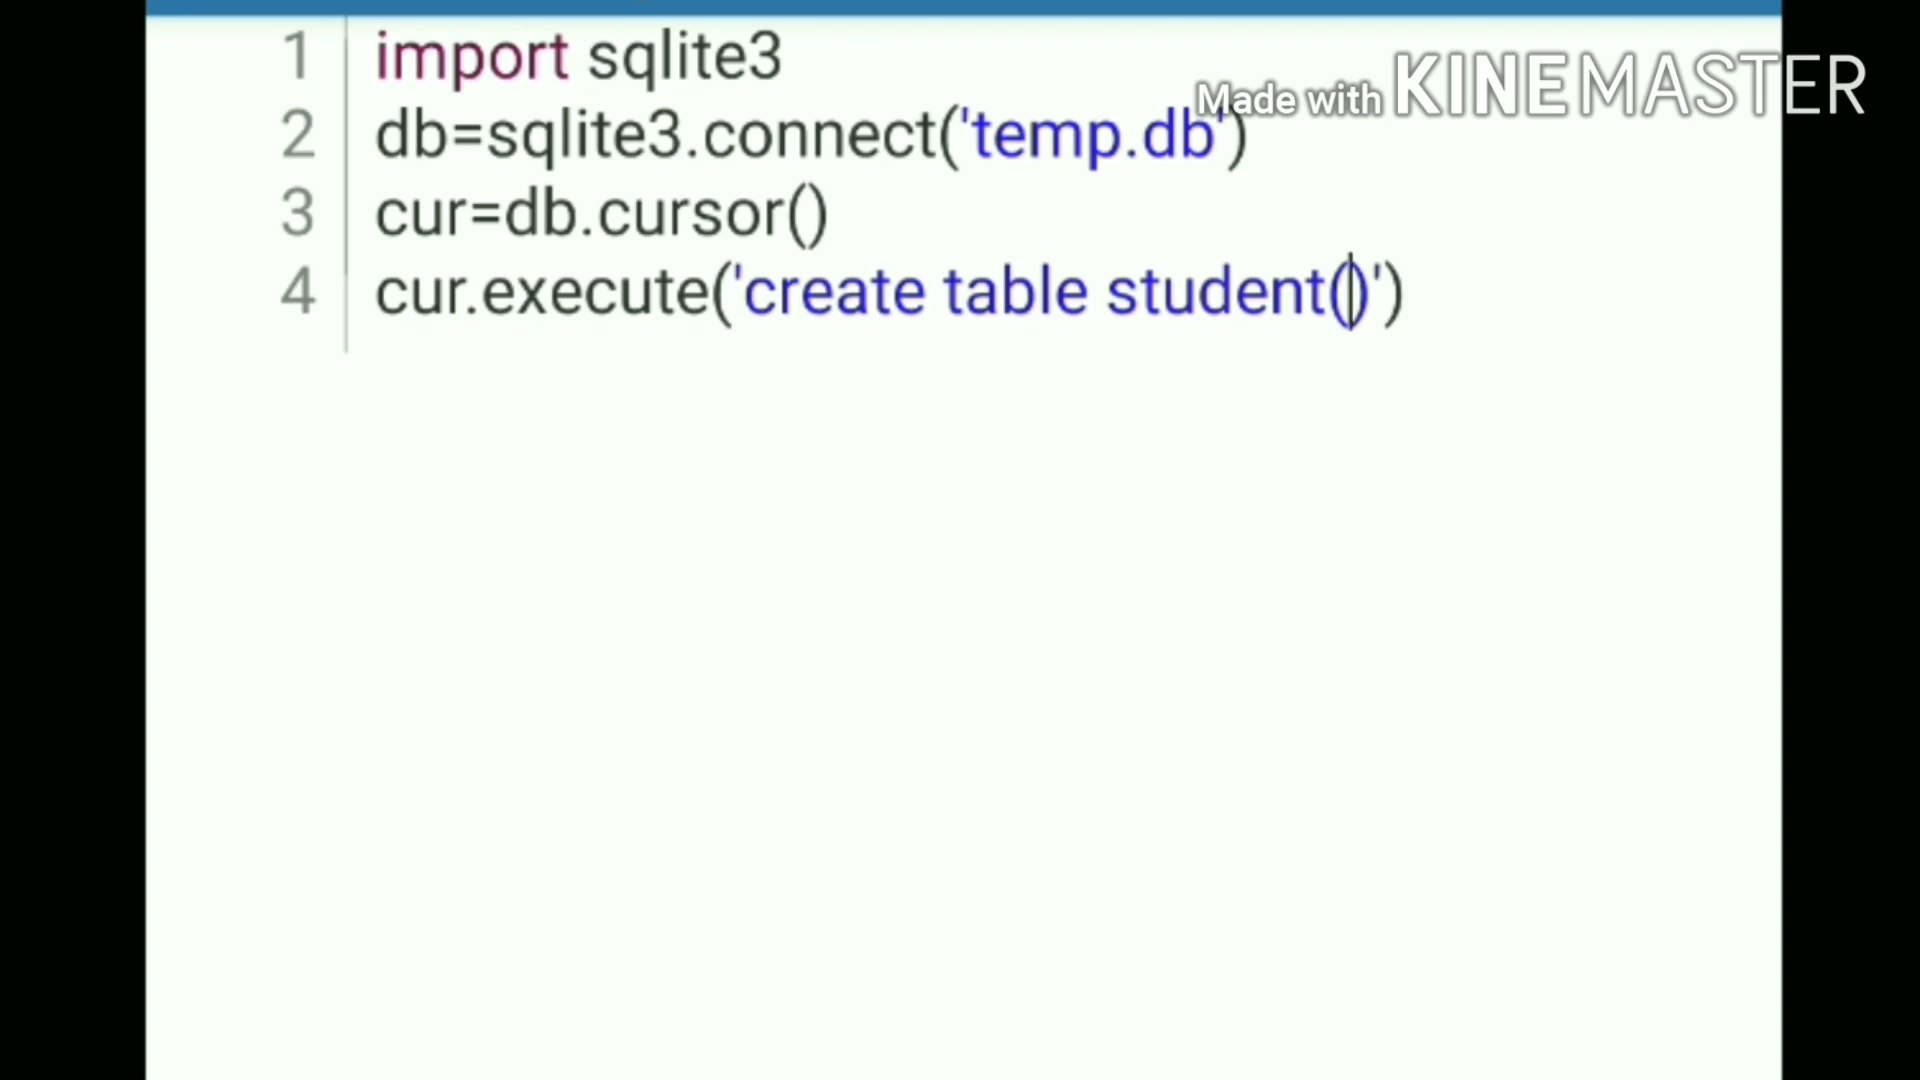 1 import sqlite3
Made with KINEMASTER
2 db=sqlite3.connect('temp.db')
3 cur=db.cursor()
4 cur.execute('create table student()')